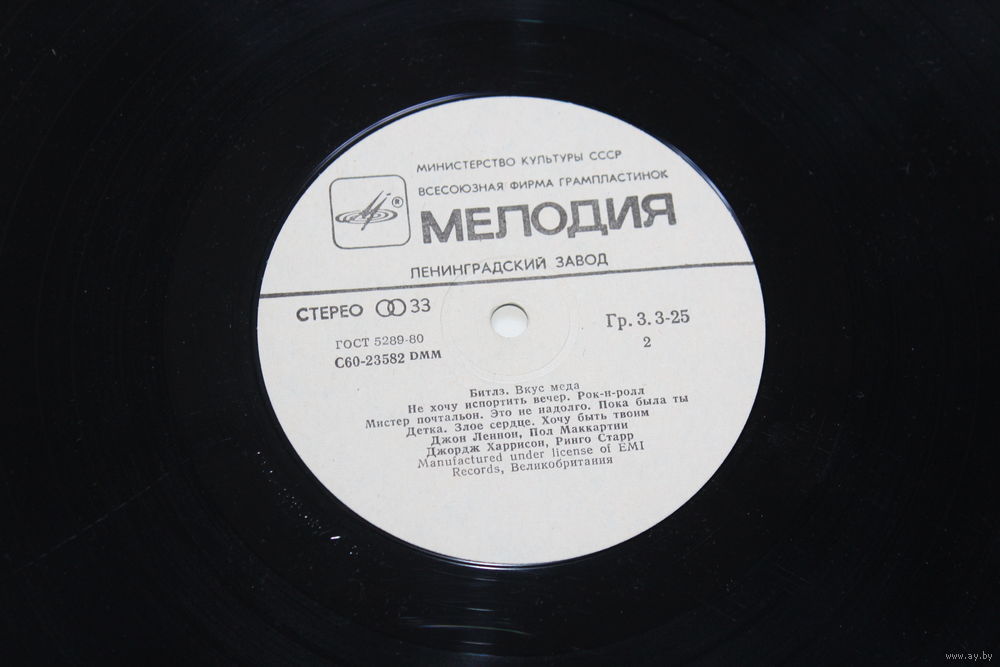 МИНИСТЕРСТВО КУЛЬТУРЫ СССР
ВСЕСОЮЗНАЯ ФИРМА ГРАМПЛАСТИНОК
®
МЕЛОДИЯ
ЛЕНИНГРАДСКИЙ ЗАВОД
СТЕРЕО 33
Гр. 3. 3-25
ГОСТ 5289-80
2
С60-23582 DMM
Битлз. Вкус меда
Не хочу испортить вечер. Рок-н-ролл
Мистер почтальон. Это не надолго. Пока была ты
Детка. Злое сердце. Хочу быть твоим
Джон Леннон, Пол Маккартни
Джордж Харрисон, Ринго Старр
Manufactured under license of EMI
Records, Великобритания
www.ay.by